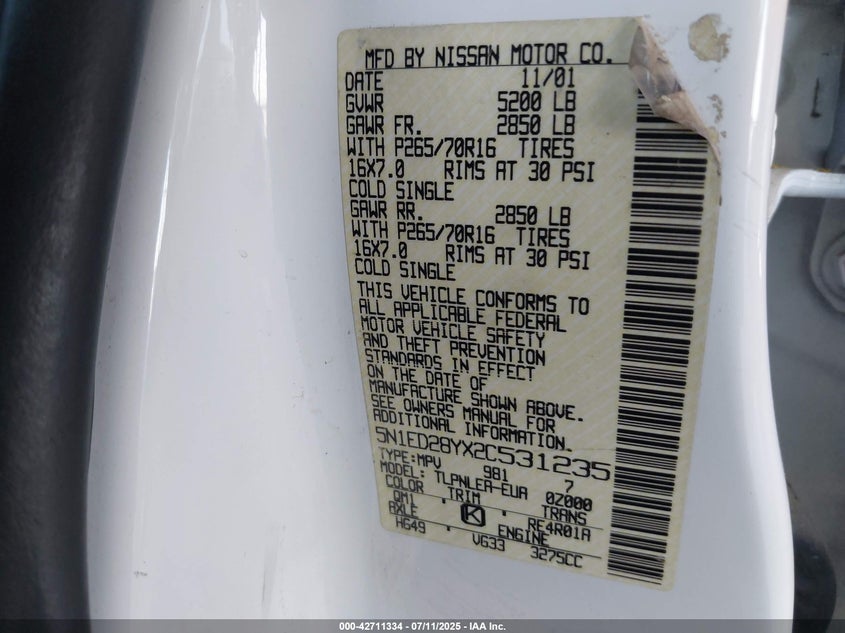 MFD BY NISSAN MOTOR CO.
DATE 11/01
GVWR 5200 LB
GAWR FR. 2850 LB
WITH P265/70R16 TIRES
16X7.0 RIMS AT 30 PSI
COLD SINGLE
GAWR RR. 2850 LB
WITH P265/70R16 TIRES
16X7.0 RIMS AT 30 PSI
COLD SINGLE
THIS VEHICLE CONFORMS TO
ALL APPLICABLE FEDERAL
MOTOR VEHICLE SAFETY
AND THEFT PREVENTION
STANDARDS IN EFFECT
ON THE DATE OF
MANUFACTURE SHOWN ABOVE.
SEE OWNERS MANUAL FOR
ADDITIONAL INFORMATION.
5N1ED28YX2C531235
TYPE:MPV 981 7
MODEL: TLPNLEA-EUA 0Z000
COLOR TRIM TRANS
QM1 K RE4R01A
AXLE ENGINE
HG49 VG33 3275CC
000-42711334 | 07/11/2025 | IAA Inc.